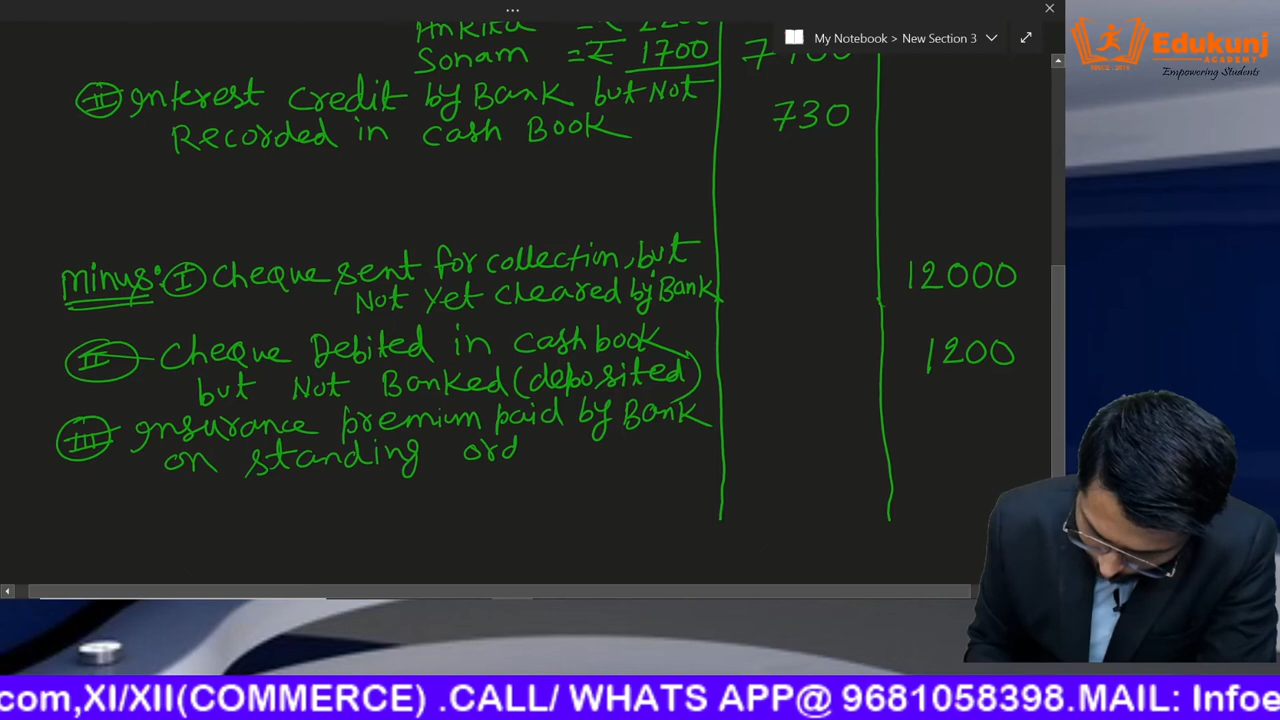 ...
My Notebook > New Section 3
Edukunj
ACADEMY
SINCE - 2014
Empowering Students
Sonam = ₹ 1700
(II) Interest Credit by Bank but Not
Recorded in cash Book 730
Minus: (I) Cheque sent for collection, but
Not Yet Cleared by Bank 12000
(II) Cheque Debited in cash book
but Not Banked (deposited) 1200
(III) Insurance premium paid by Bank
on standing ord
com,XI/XII(COMMERCE) .CALL/ WHATS APP@ 9681058398.MAIL: Infoe